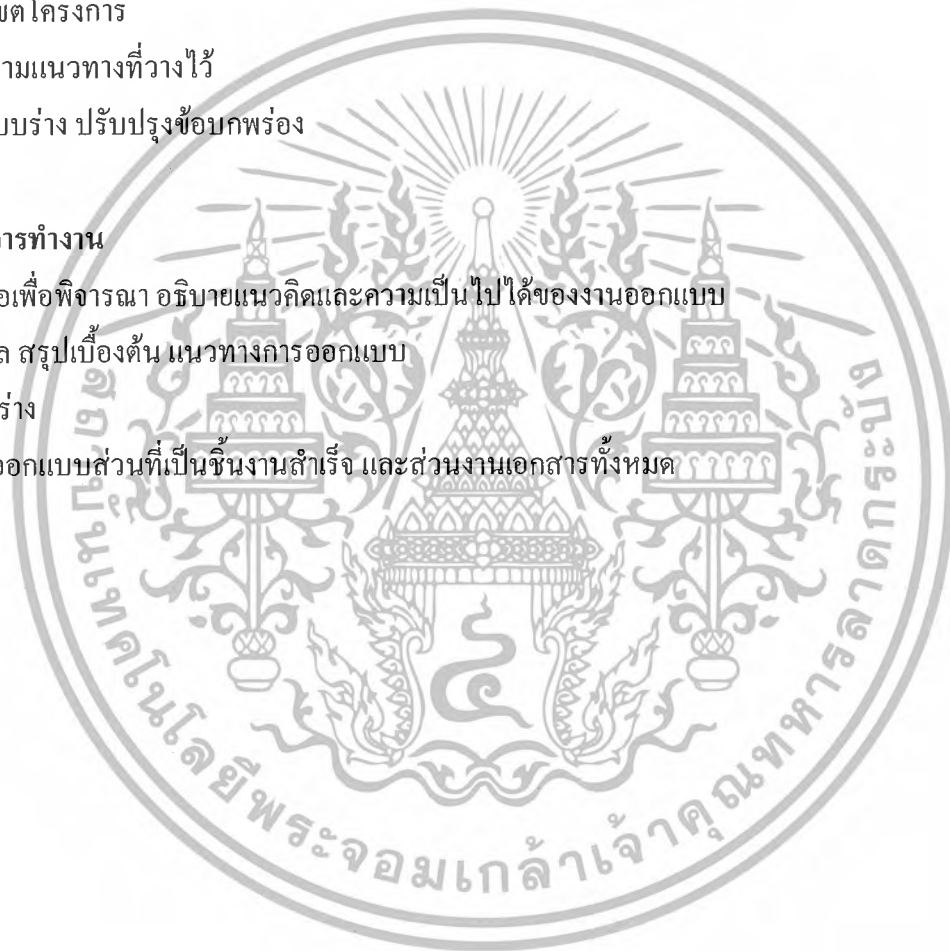 ขตโครงการ
ามแนวทางที่วางไว้
บบร่าง ปรับปรุงข้อบกพร่อง
ารทำงาน
อเพื่อพิจารณา อธิบายแนวคิดและความเป็นไปได้ของงานออกแบบ
ล สรุปเบื้องต้น แนวทางการออกแบบ
ร่าง
ออกแบบส่วนที่เป็นชิ้นงานสำเร็จ และส่วนงานเอกสารทั้งหมด
๔
สถาบันเทคโนโลยีพระจอมเกล้าเจ้าคุณทหารลาดกระบัง